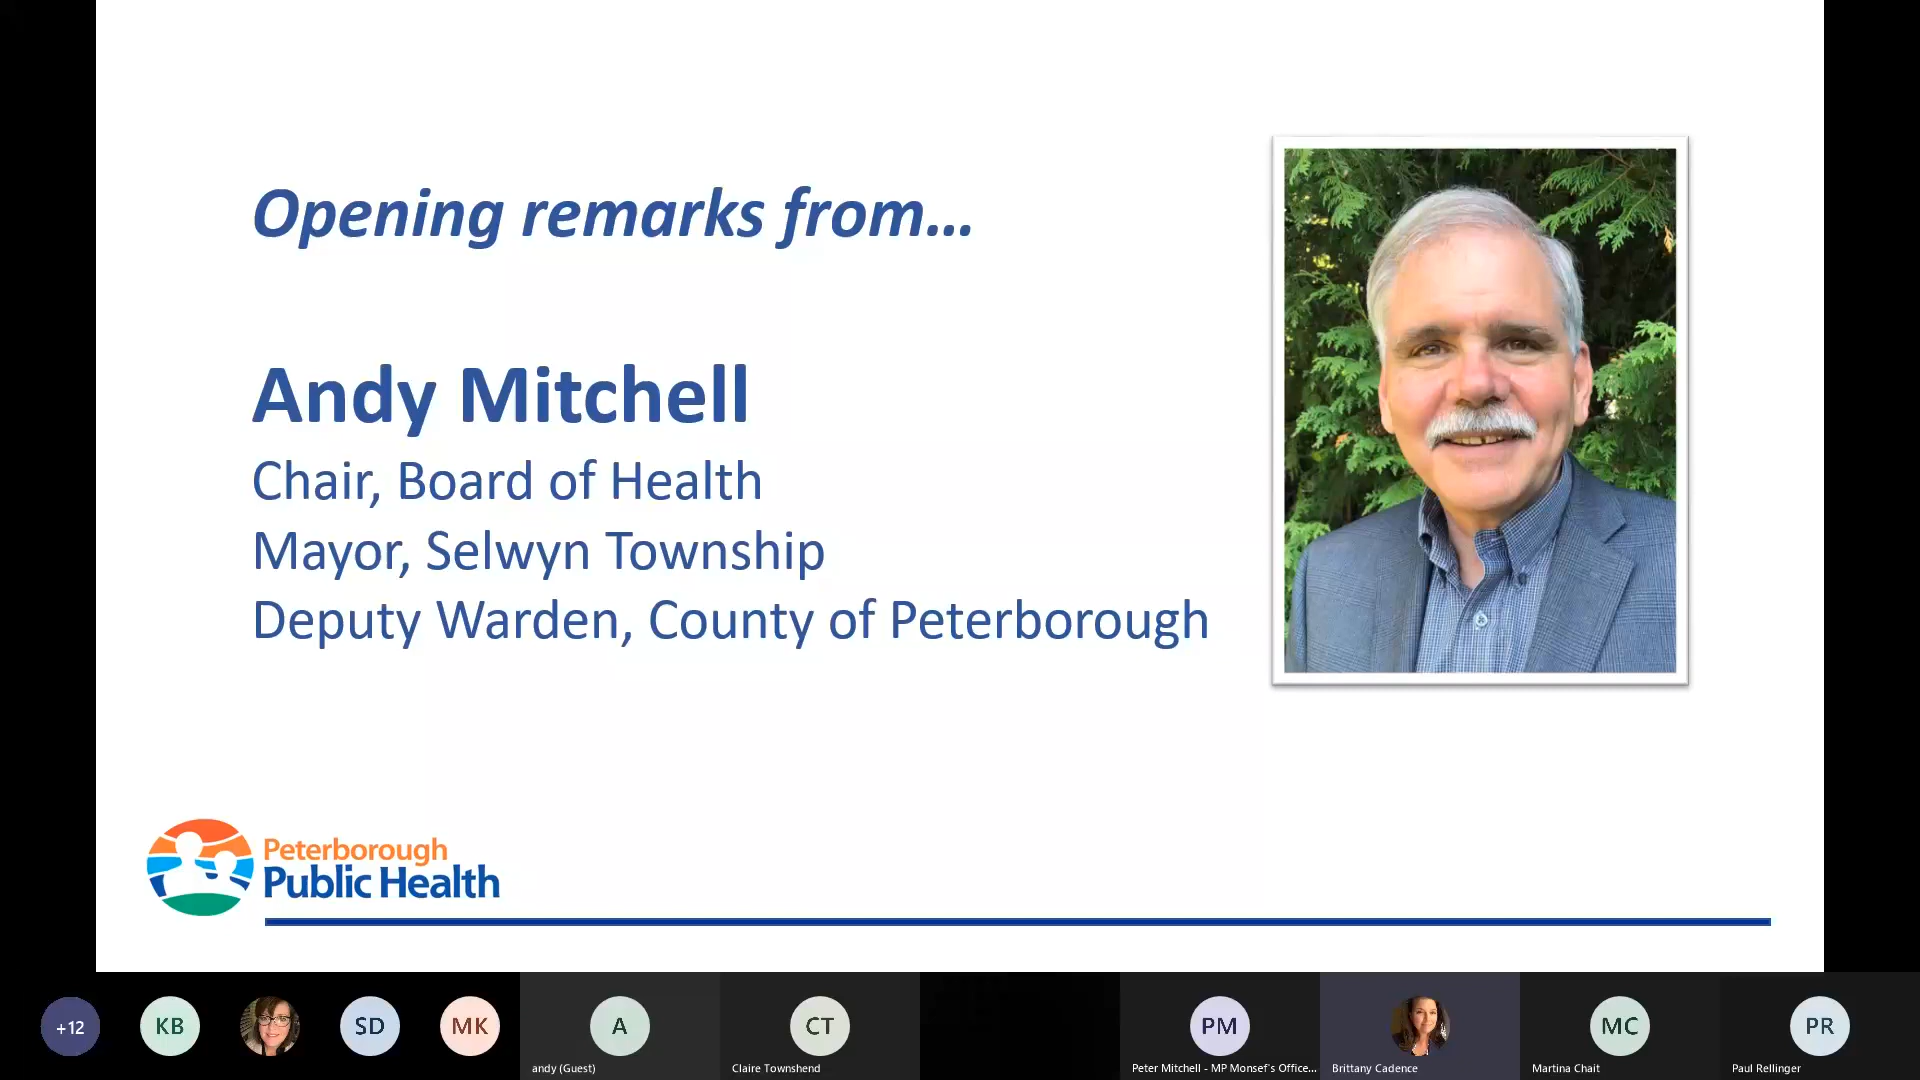 Opening remarks from...
Andy Mitchell
Chair, Board of Health
Mayor, Selwyn Township
Deputy Warden, County of Peterborough
Peterborough
Public Health
+12
KB
SD
MK
A
CT
PM
MC
PR
andy (Guest)
Claire Townshend
Peter Mitchell - MP Monsef's Office...
Brittany Cadence
Martina Chait
Paul Rellinger